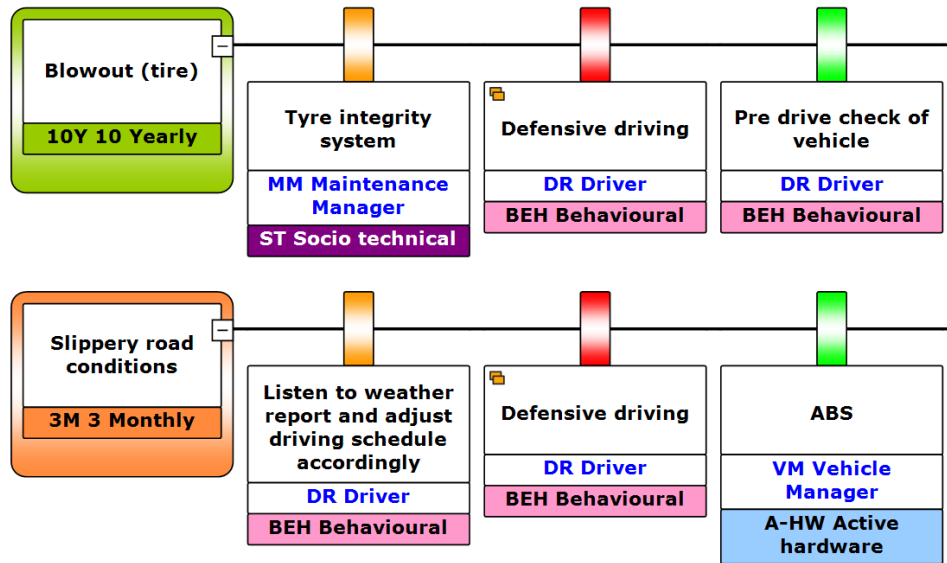 Blowout (tire)
10Y 10 Yearly
Tyre integrity
system
MM Maintenance
Manager
ST Socio technical
Defensive driving
DR Driver
BEH Behavioural
Pre drive check of
vehicle
DR Driver
BEH Behavioural
Slippery road
conditions
3M 3 Monthly
Listen to weather
report and adjust
driving schedule
accordingly
DR Driver
BEH Behavioural
Defensive driving
DR Driver
BEH Behavioural
ABS
VM Vehicle
Manager
A-HW Active
hardware